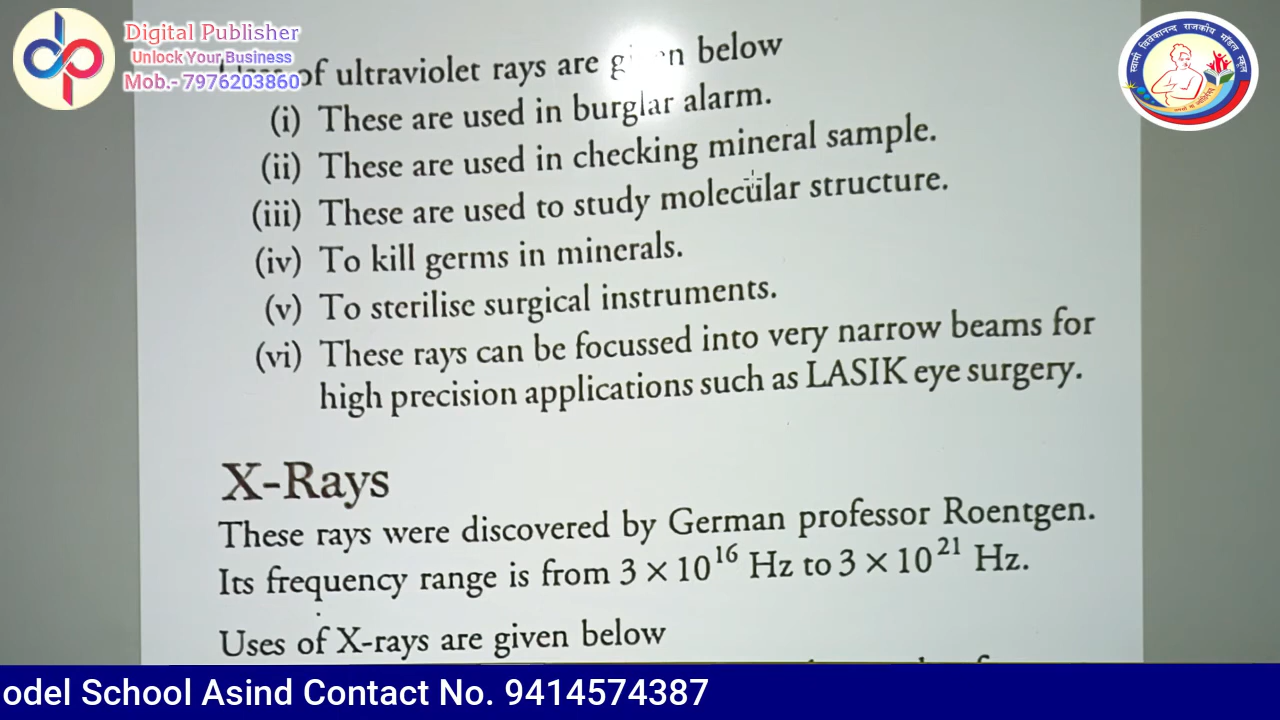 Digital Publisher
Unlock Your Business
Mob.- 7976203860
स्वामी विवेकानन्द राजकीय मॉडल स्कूल
of ultraviolet rays are given below
(i) These are used in burglar alarm.
(ii) These are used in checking mineral sample.
(iii) These are used to study molecular structure.
(iv) To kill germs in minerals.
(v) To sterilise surgical instruments.
(vi) These rays can be focussed into very narrow beams for
high precision applications such as LASIK eye surgery.
X-Rays
These rays were discovered by German professor Roentgen.
Its frequency range is from 3 × 10¹⁶ Hz to 3 × 10²¹ Hz.
Uses of X-rays are given below
odel School Asind Contact No. 9414574387